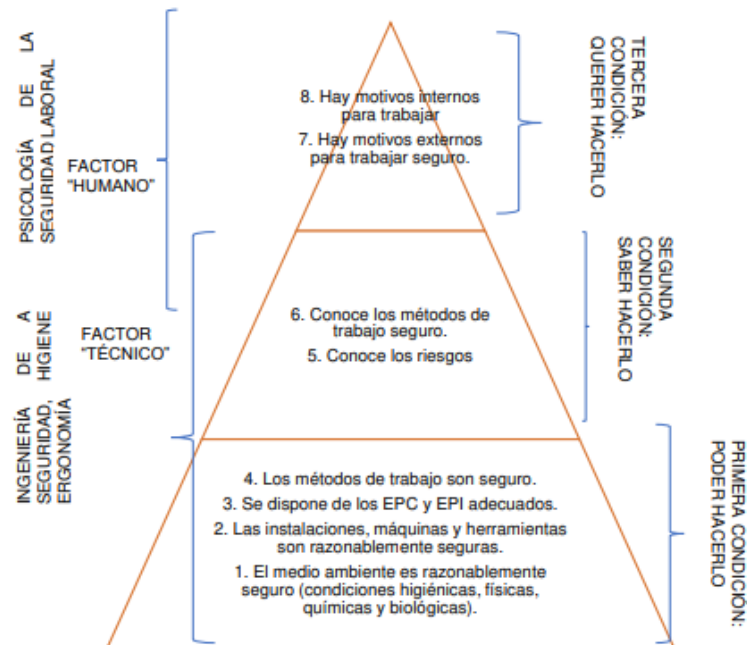 PSICOLOGÍA DE LA
SEGURIDAD LABORAL
FACTOR
"HUMANO"
8. Hay motivos internos
para trabajar
7. Hay motivos externos
para trabajar seguro.
TERCERA
CONDICIÓN:
QUERER HACERLO
INGENIERÍA DE A
SEGURIDAD, HIGIENE
ERGONOMÍA
FACTOR
"TÉCNICO"
6. Conoce los métodos de
trabajo seguro.
5. Conoce los riesgos
SEGUNDA
CONDICIÓN:
SABER HACERLO
4. Los métodos de trabajo son seguro.
3. Se dispone de los EPC y EPI adecuados.
2. Las instalaciones, máquinas y herramientas
son razonablemente seguras.
1. El medio ambiente es razonablemente
seguro (condiciones higiénicas, físicas,
químicas y biológicas).
PRIMERA CONDICIÓN:
PODER HACERLO